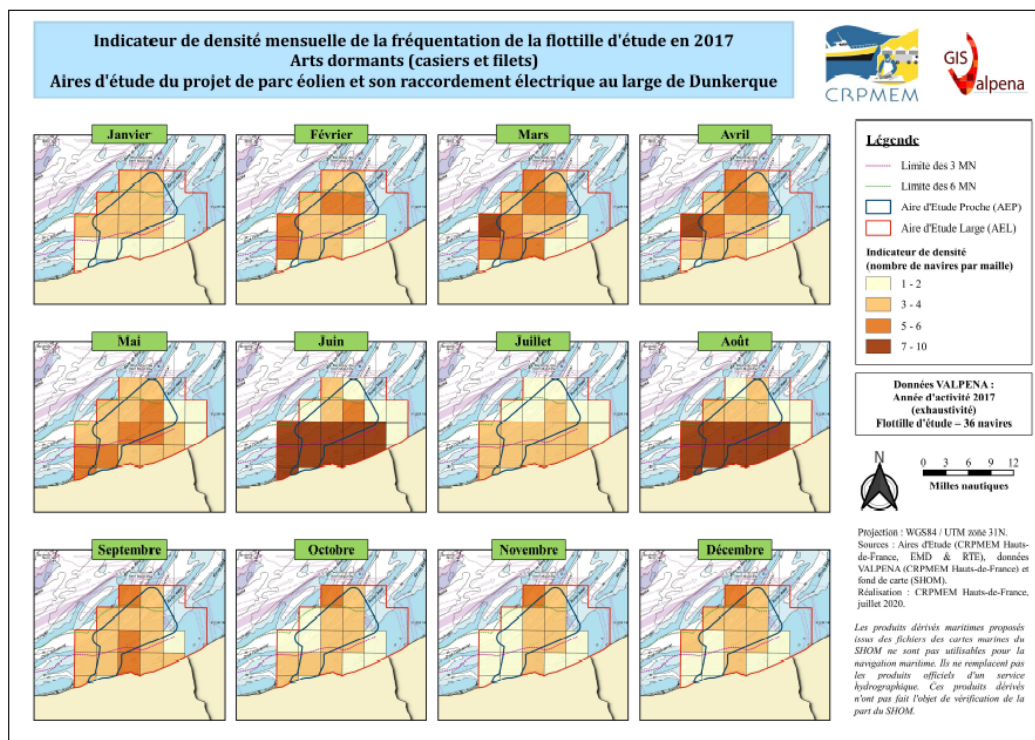 Indicateur de densité mensuelle de la fréquentation de la flottille d'étude en 2017
Arts dormants (casiers et filets)
Aires d'étude du projet de parc éolien et son raccordement électrique au large de Dunkerque
CRPMEM
GIS
Valpena
Janvier
Février
Mars
Avril
Mai
Juin
Juillet
Août
Septembre
Octobre
Novembre
Décembre
Légende
Limite des 3 MN
Limite des 6 MN
Aire d'Etude Proche (AEP)
Aire d'Etude Large (AEL)
Indicateur de densité
(nombre de navires par maille)
1 - 2
3 - 4
5 - 6
7 - 10
Données VALPENA :
Année d'activité 2017
(exhaustivité)
Flottille d'étude – 36 navires
N
0 3 6 9 12
Milles nautiques
Projection : WGS84 / UTM zone 31N.
Sources : Aires d'Etude (CRPMEM Hauts-
de-France, EMD & RTE), données
VALPENA (CRPMEM Hauts-de-France) et
fond de carte (SHOM).
Réalisation : CRPMEM Hauts-de-France,
juillet 2020.
Les produits dérivés maritimes proposés
issus des fichiers des cartes marines du
SHOM ne sont pas utilisables pour la
navigation maritime. Ils ne remplacent pas
les produits officiels d'un service
hydrographique. Ces produits dérivés
n'ont pas fait l'objet de vérification de la
part du SHOM.